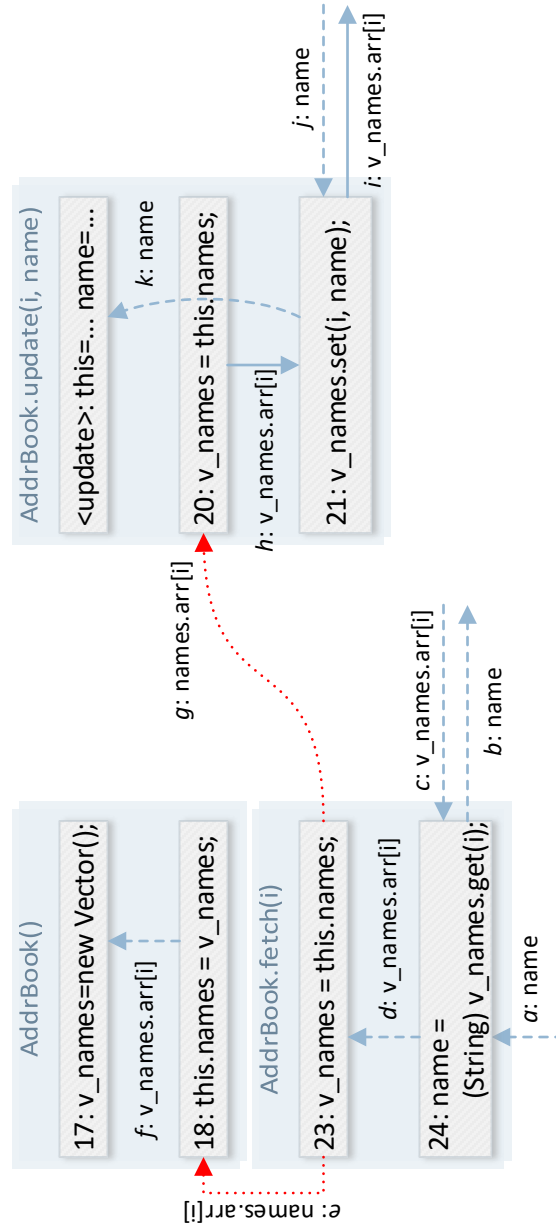 AddrBook()
17: v_names=new Vector();
f: v_names.arr[i]
18: this.names = v_names;
e: names.arr[i]
AddrBook.fetch(i)
23: v_names = this.names;
d: v_names.arr[i]
24: name =
(String) v_names.get(i);
a: name
c: v_names.arr[i]
b: name
g: names.arr[i]
AddrBook.update(i, name)
<update>: this=... name=...
k: name
20: v_names = this.names;
h: v_names.arr[i]
21: v_names.set(i, name);
j: name
i: v_names.arr[i]